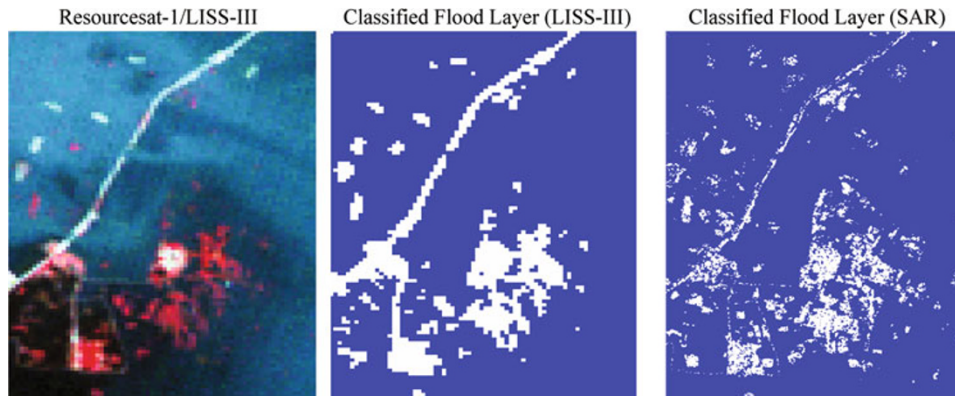 Resourcesat-1/LISS-III
Classified Flood Layer (LISS-III)
Classified Flood Layer (SAR)